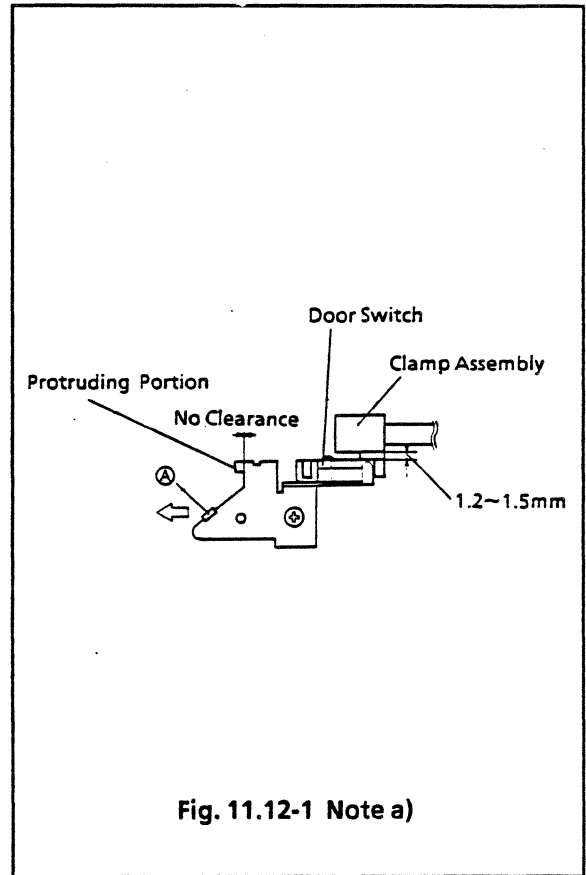 Door Switch
Clamp Assembly
Protruding Portion
No Clearance
Ⓐ
1.2~1.5mm
Fig. 11.12-1 Note a)